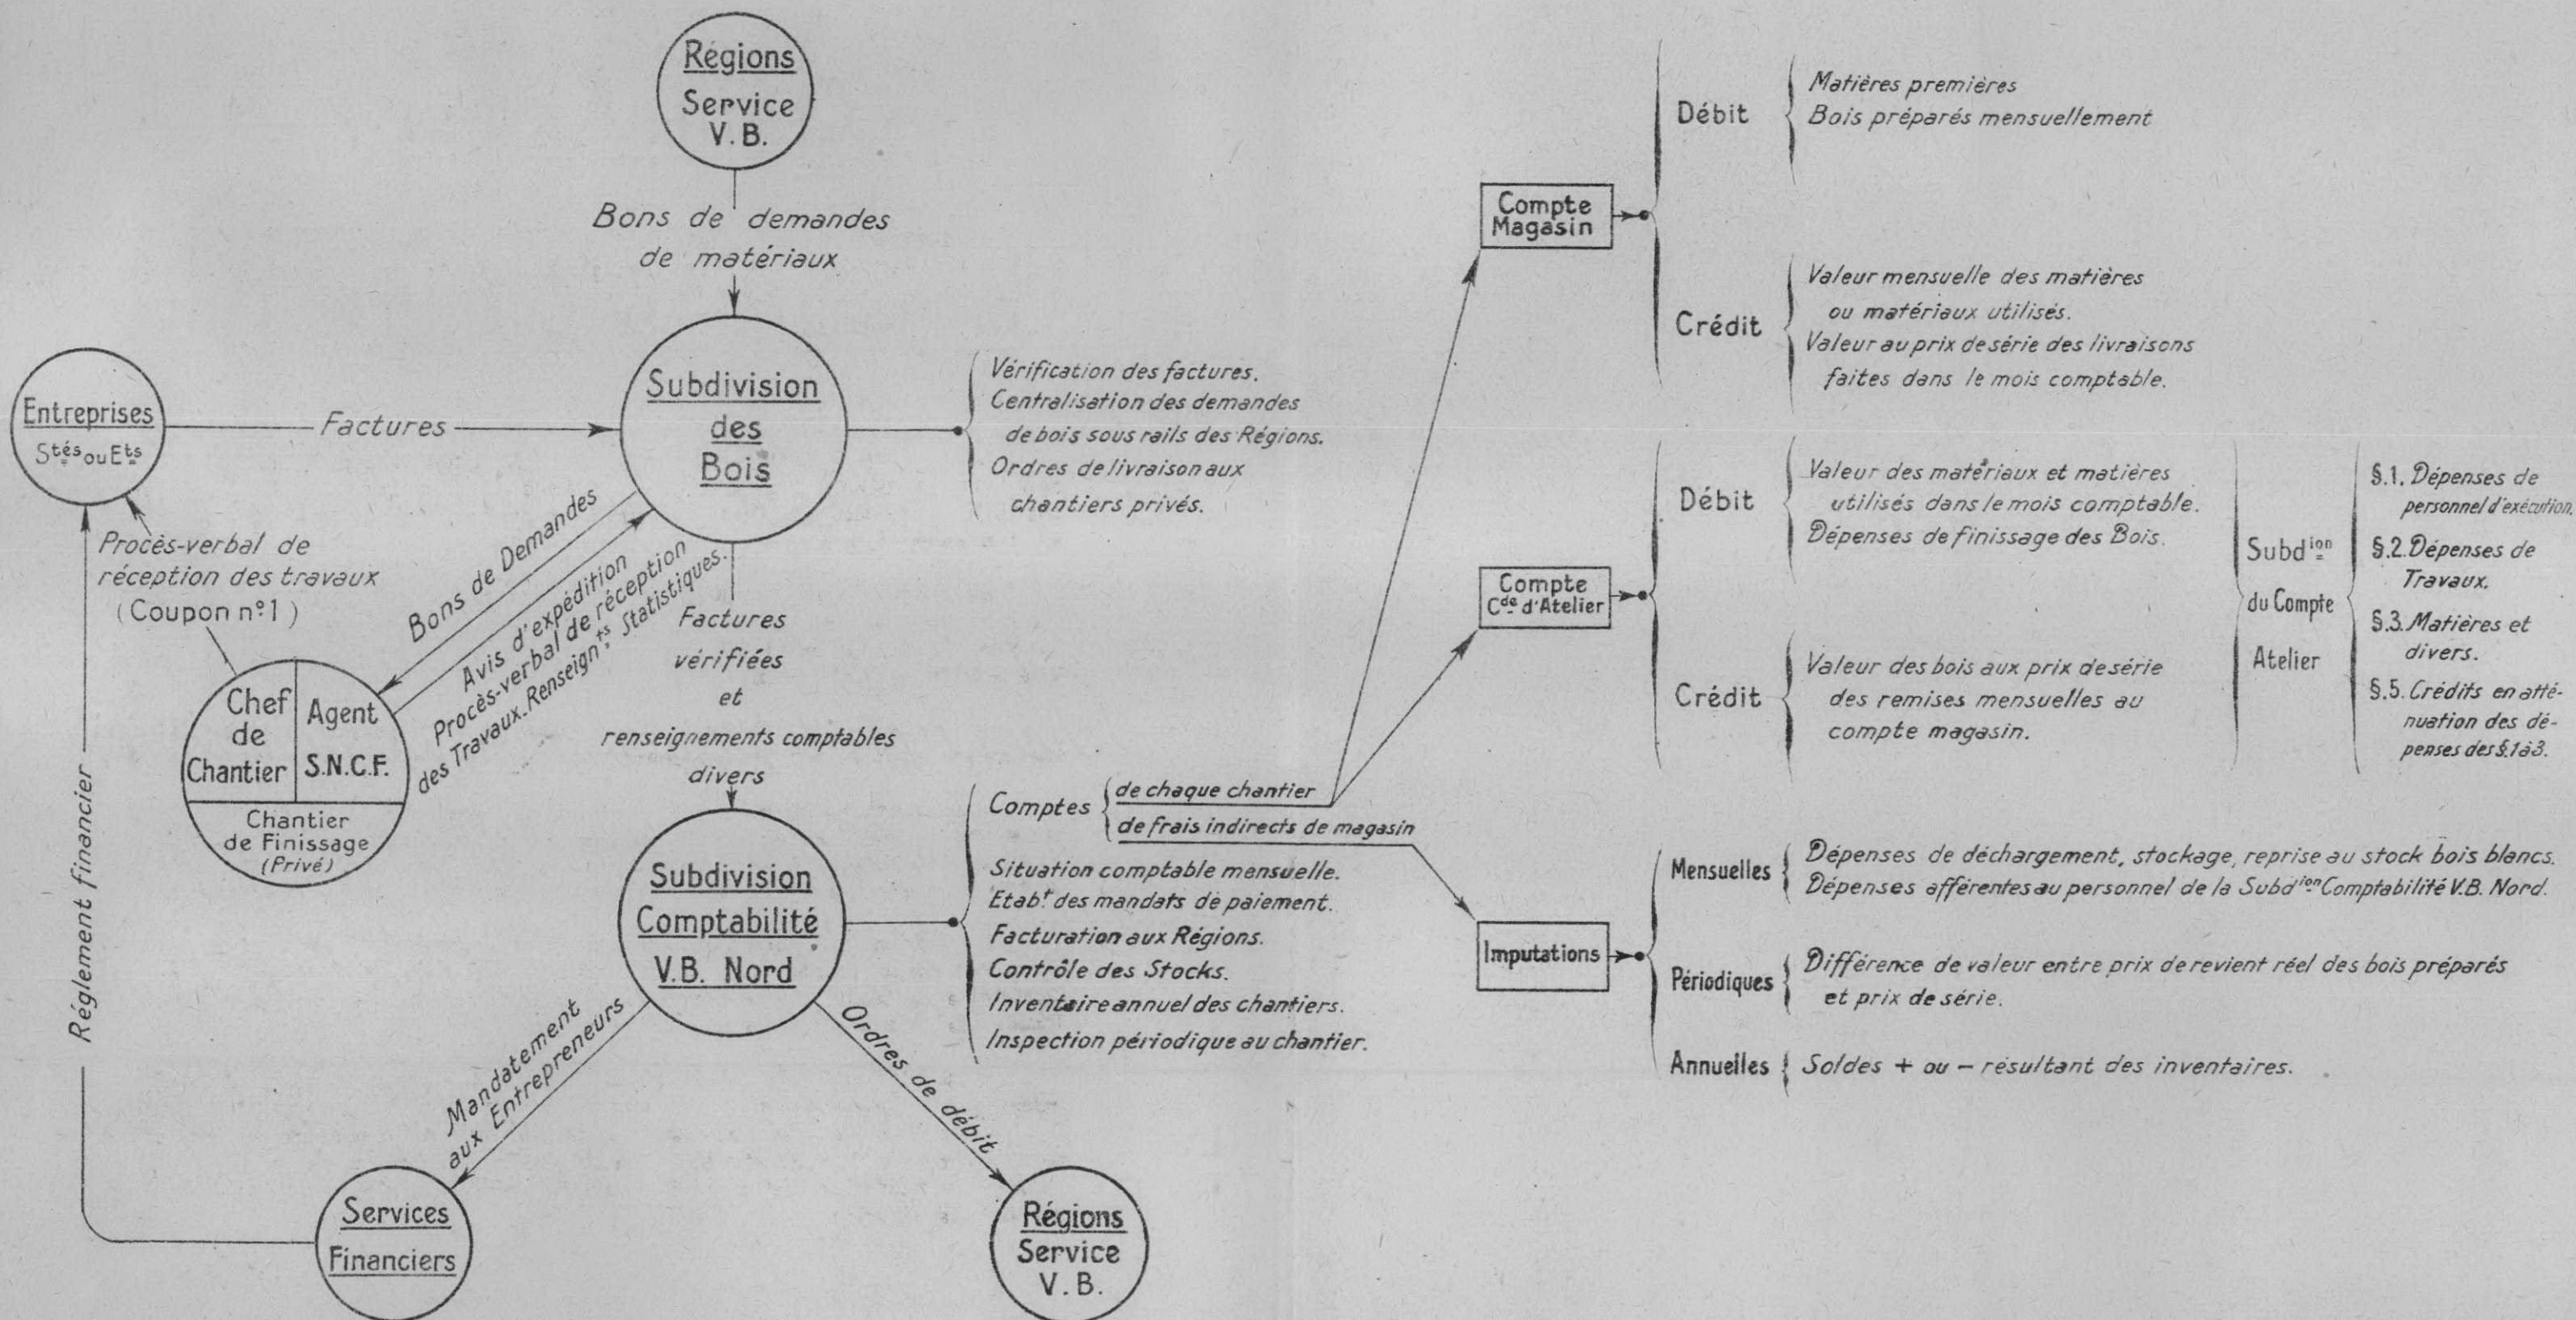 Régions
Service
V.B.
Bons de demandes
de matériaux
Entreprises
Stés ou Ets
Factures
Subdivision
des
Bois
Vérification des factures.
Centralisation des demandes
de bois sous rails des Régions.
Ordres de livraison aux
chantiers privés.
Procès-verbal de
réception des travaux
(Coupon nº1)
Bons de Demandes
Avis d'expédition
Procès-verbal de réception
des Travaux. Renseignts Statistiques.
Chef
de
Chantier
Agent
S.N.C.F.
Chantier
de Finissage
(Privé)
Factures
vérifiées
et
renseignements comptables
divers
Réglement financier
Subdivision
Comptabilité
V.B. Nord
Comptes
de chaque chantier
de frais indirects de magasin
Situation comptable mensuelle.
Etabt des mandats de paiement.
Facturation aux Régions.
Contrôle des Stocks.
Inventaire annuel des chantiers.
Inspection périodique au chantier.
Mandatement
aux Entrepreneurs
Ordres de débit
Services
Financiers
Régions
Service
V.B.
Compte
Magasin
Débit
Matières premières
Bois préparés mensuellement
Crédit
Valeur mensuelle des matières
ou matériaux utilisés.
Valeur au prix de série des livraisons
faites dans le mois comptable.
Compte
Cde d'Atelier
Débit
Valeur des matériaux et matières
utilisés dans le mois comptable.
Dépenses de finissage des Bois.
Crédit
Valeur des bois aux prix de série
des remises mensuelles au
compte magasin.
Subdion
du Compte
Atelier
§.1. Dépenses de
personnel d'exécution.
§.2. Dépenses de
Travaux.
§.3. Matières et
divers.
§.5. Crédits en atté-
nuation des dé-
penses des §.1 à 3.
Imputations
Mensuelles
Dépenses de déchargement, stockage, reprise au stock bois blancs.
Dépenses afférentes au personnel de la Subdion Comptabilité V.B. Nord.
Périodiques
Différence de valeur entre prix de revient réel des bois préparés
et prix de série.
Annuelles
Soldes + ou - résultant des inventaires.